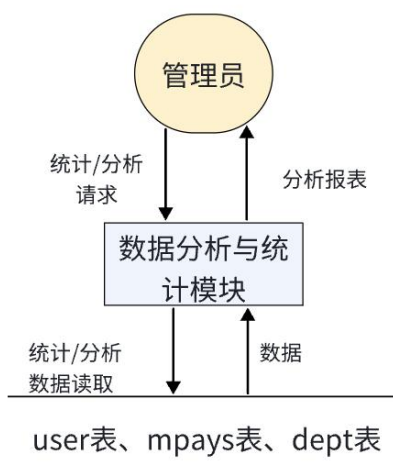 管理员
统计/分析
请求
分析报表
数据分析与统
计模块
统计/分析
数据读取
数据
user表、mpays表、dept表